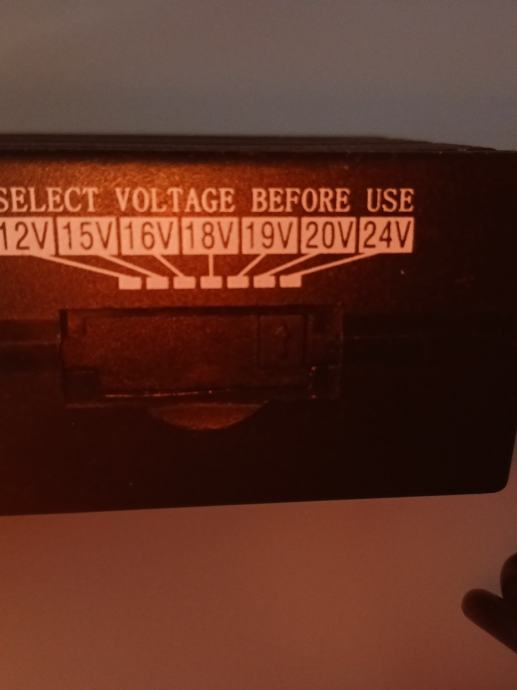 SELECT VOLTAGE BEFORE USE
12V 15V 16V 18V 19V 20V 24V